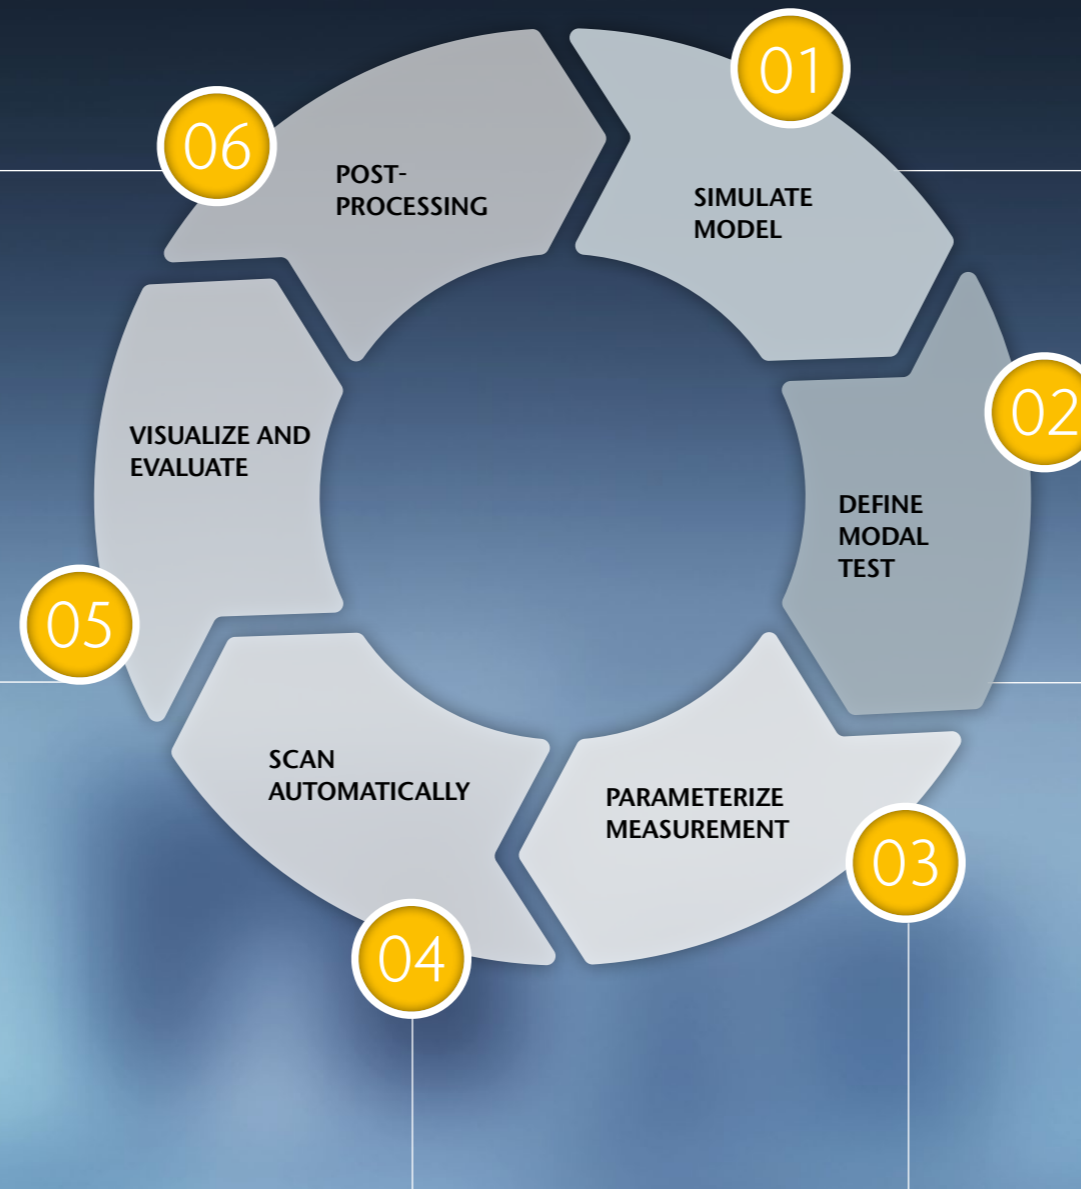 01
SIMULATE
MODEL
02
DEFINE
MODAL
TEST
03
PARAMETERIZE
MEASUREMENT
04
SCAN
AUTOMATICALLY
05
VISUALIZE AND
EVALUATE
06
POST-
PROCESSING